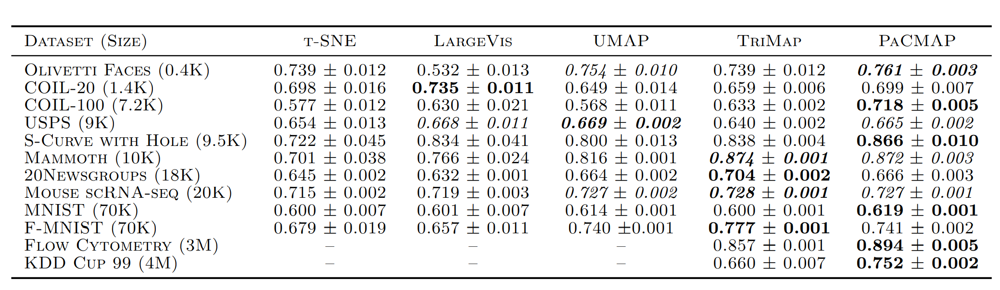 DATASET (SIZE) T-SNE LARGEVIS UMAP TRIMAP PACMAP
OLIVETTI FACES (0.4K) 0.739 ± 0.012 0.532 ± 0.013 0.754 ± 0.010 0.739 ± 0.012 0.761 ± 0.003
COIL-20 (1.4K) 0.698 ± 0.016 0.735 ± 0.011 0.649 ± 0.014 0.659 ± 0.006 0.699 ± 0.007
COIL-100 (7.2K) 0.577 ± 0.012 0.630 ± 0.021 0.568 ± 0.011 0.633 ± 0.002 0.718 ± 0.005
USPS (9K) 0.654 ± 0.013 0.668 ± 0.011 0.669 ± 0.002 0.640 ± 0.002 0.665 ± 0.002
S-CURVE WITH HOLE (9.5K) 0.722 ± 0.045 0.834 ± 0.041 0.800 ± 0.013 0.838 ± 0.004 0.866 ± 0.010
MAMMOTH (10K) 0.701 ± 0.038 0.766 ± 0.024 0.816 ± 0.001 0.874 ± 0.001 0.872 ± 0.003
20NEWSGROUPS (18K) 0.645 ± 0.002 0.632 ± 0.001 0.664 ± 0.002 0.704 ± 0.002 0.666 ± 0.003
MOUSE SCRNA-SEQ (20K) 0.715 ± 0.002 0.719 ± 0.003 0.727 ± 0.002 0.728 ± 0.001 0.727 ± 0.001
MNIST (70K) 0.600 ± 0.007 0.601 ± 0.007 0.614 ± 0.001 0.600 ± 0.001 0.619 ± 0.001
F-MNIST (70K) 0.679 ± 0.019 0.657 ± 0.011 0.740 ±0.001 0.777 ± 0.001 0.741 ± 0.002
FLOW CYTOMETRY (3M) – – – 0.857 ± 0.001 0.894 ± 0.005
KDD CUP 99 (4M) – – – 0.660 ± 0.007 0.752 ± 0.002